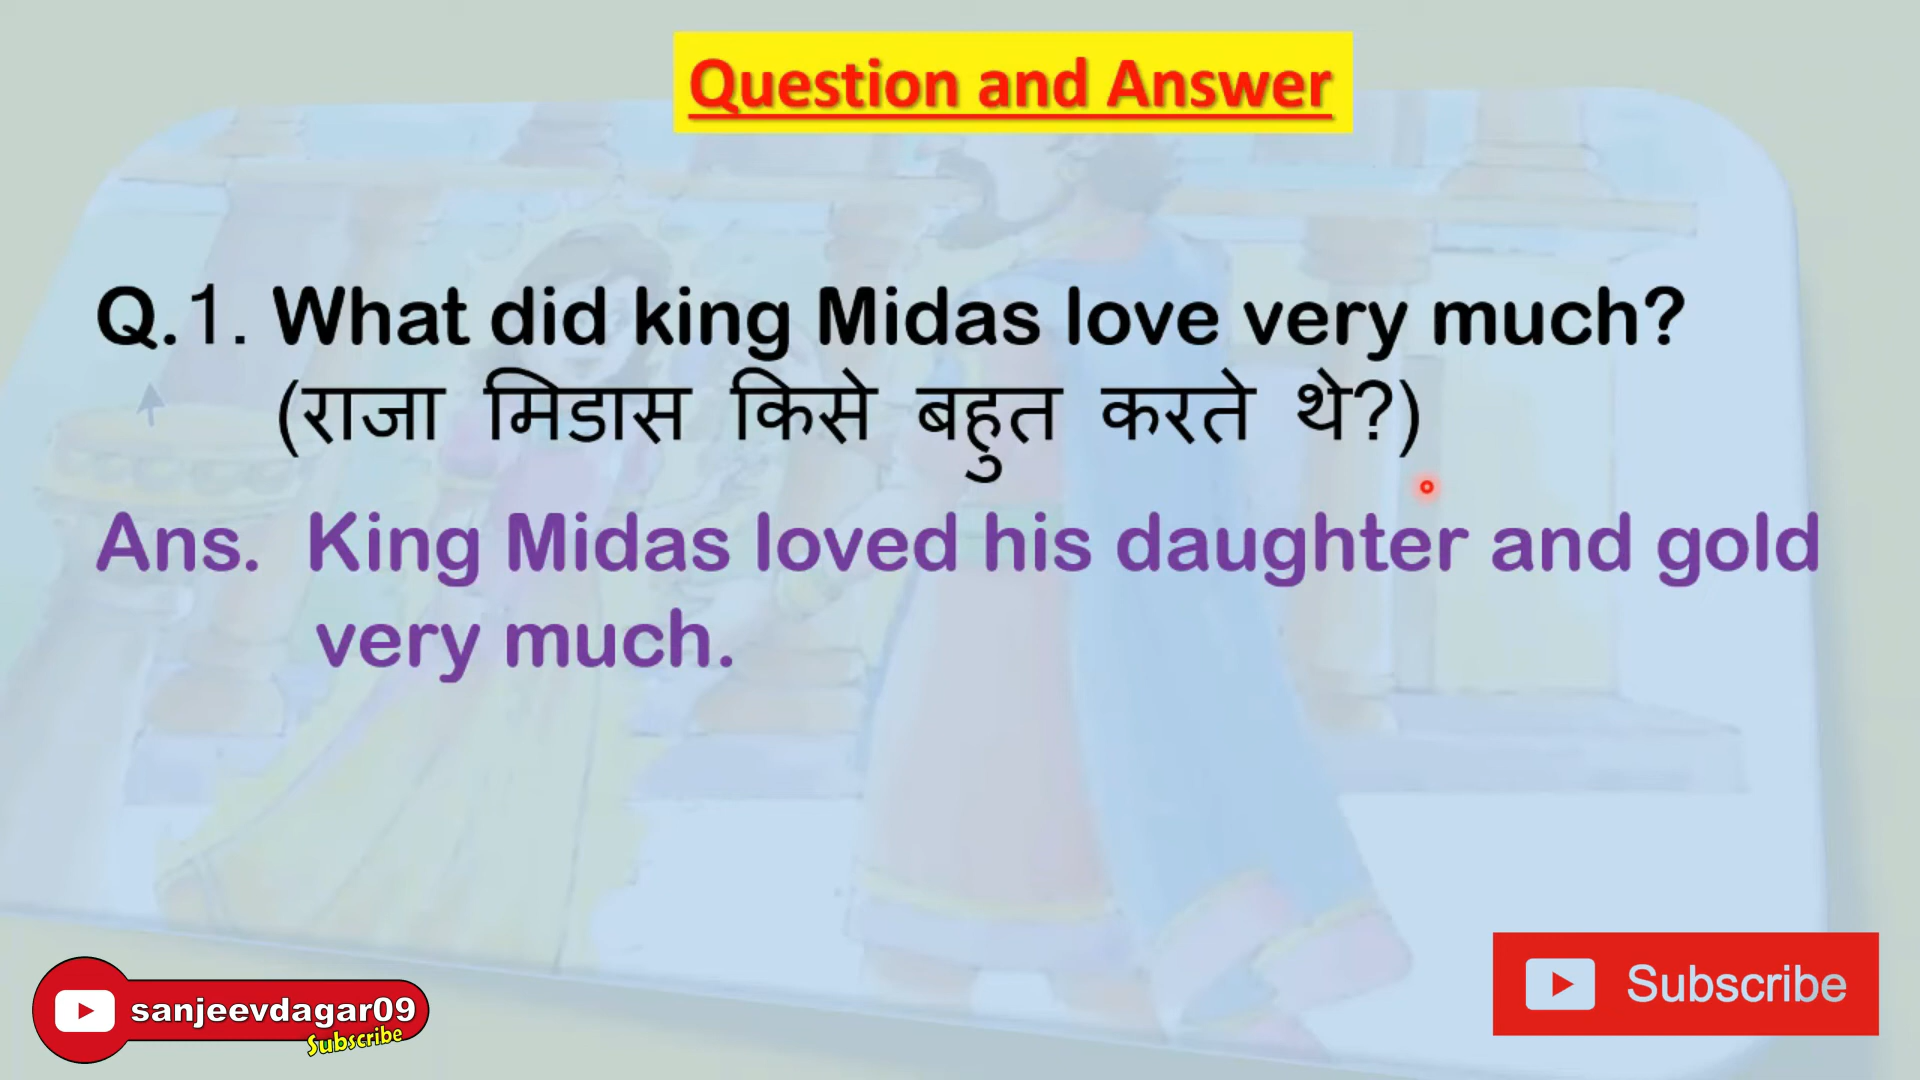 Question and Answer
Q.1. What did king Midas love very much?
(राजा मिडास किसे बहुत करते थे?)
Ans. King Midas loved his daughter and gold
very much.
sanjeevdagar09
Subscribe
Subscribe